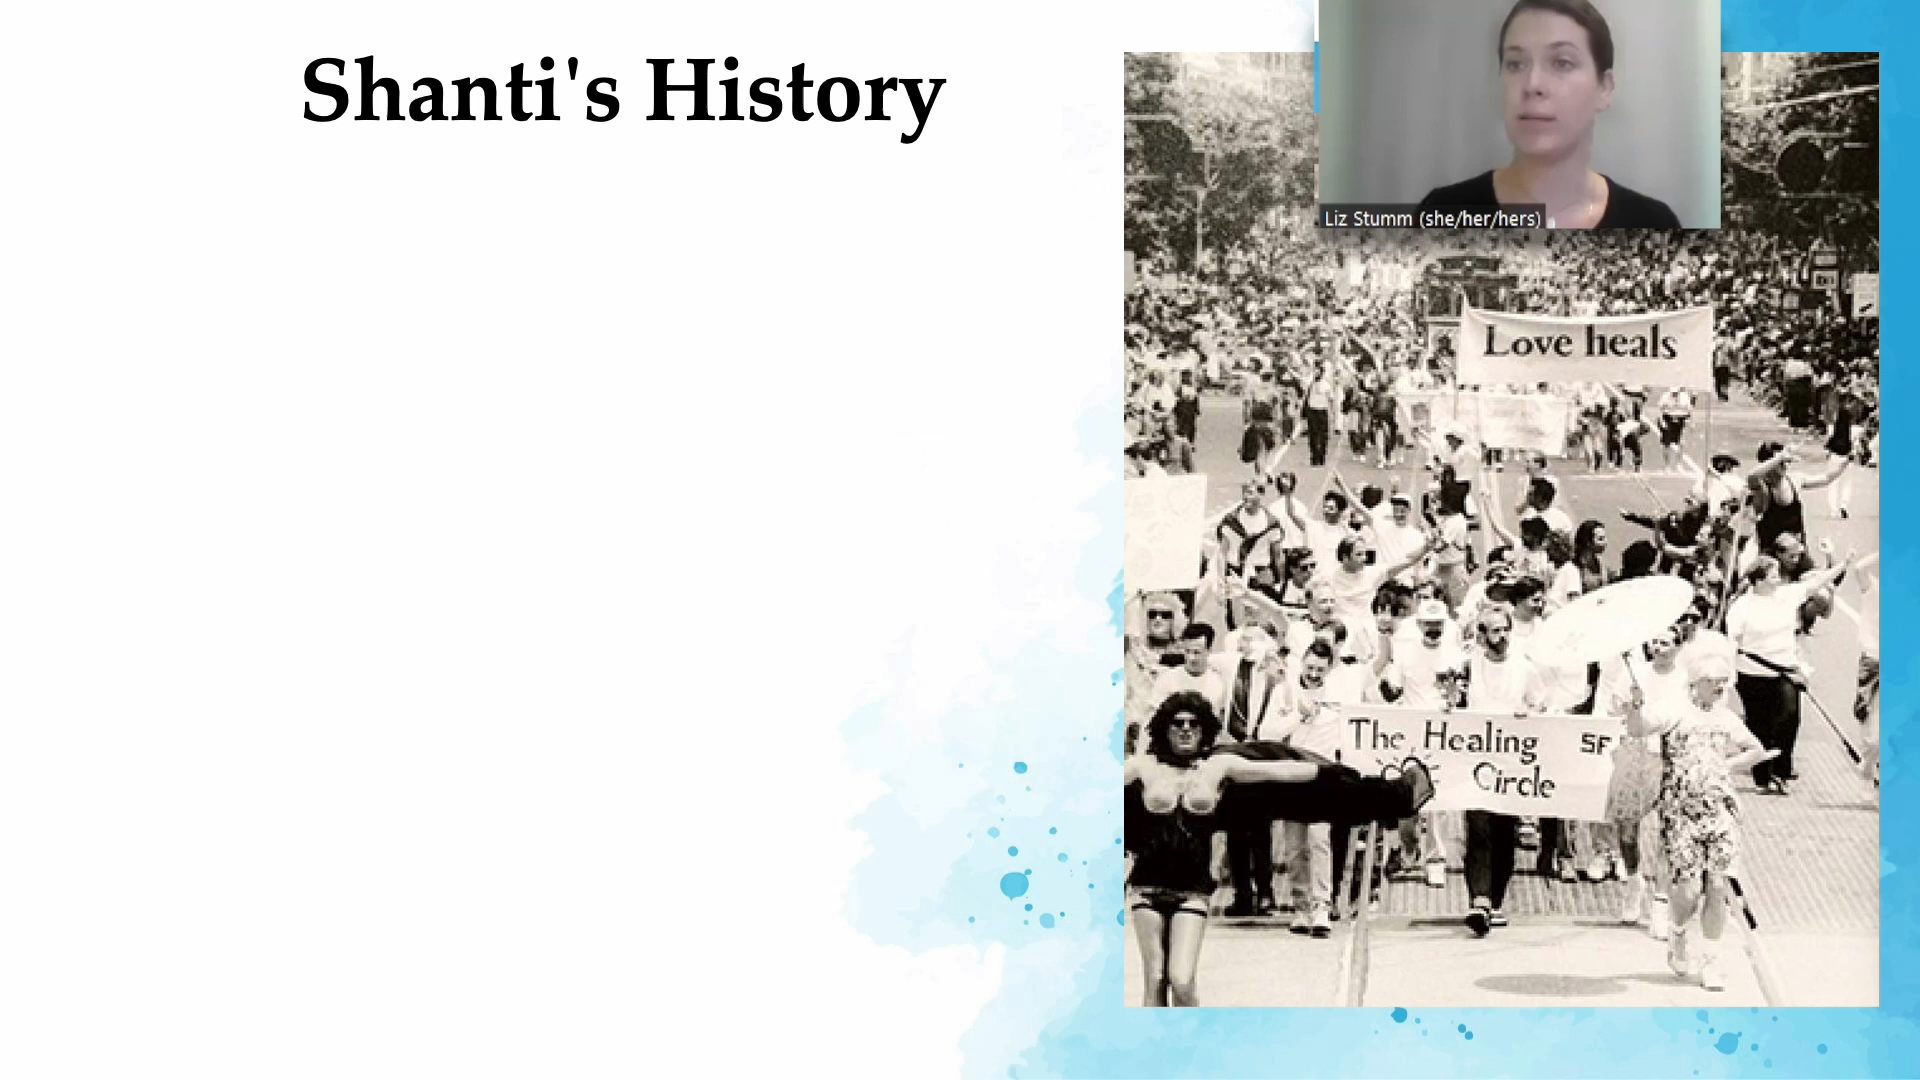 Shanti's History
Liz Stumm (she/her/hers)
Love heals
The Healing SF
Circle